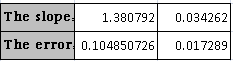 The slope: 1.380792 0.034262
The error: 0.104850726 0.017289